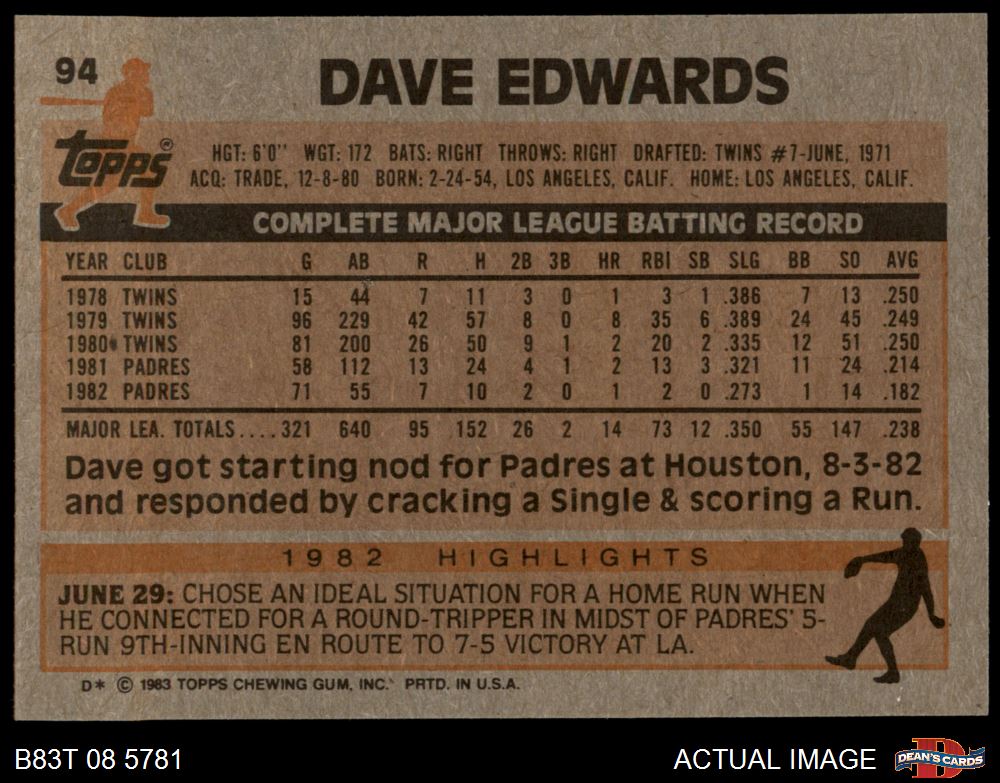 94
DAVE EDWARDS
Topps®
HGT: 6'0" WGT: 172 BATS: RIGHT THROWS: RIGHT DRAFTED: TWINS #7-JUNE, 1971
ACQ: TRADE, 12-8-80 BORN: 2-24-54, LOS ANGELES, CALIF. HOME: LOS ANGELES, CALIF.
COMPLETE MAJOR LEAGUE BATTING RECORD
YEAR CLUB G AB R H 2B 3B HR RBI SB SLG BB SO AVG
1978 TWINS 15 44 7 11 3 0 1 3 1 .386 7 13 .250
1979 TWINS 96 229 42 57 8 0 8 35 6 .389 24 45 .249
1980* TWINS 81 200 26 50 9 1 2 20 2 .335 12 51 .250
1981 PADRES 58 112 13 24 4 1 2 13 3 .321 11 24 .214
1982 PADRES 71 55 7 10 2 0 1 2 0 .273 1 14 .182
MAJOR LEA. TOTALS....321 640 95 152 26 2 14 73 12 .350 55 147 .238
Dave got starting nod for Padres at Houston, 8-3-82
and responded by cracking a Single & scoring a Run.
1982 HIGHLIGHTS
JUNE 29: CHOSE AN IDEAL SITUATION FOR A HOME RUN WHEN
HE CONNECTED FOR A ROUND-TRIPPER IN MIDST OF PADRES' 5-
RUN 9TH-INNING EN ROUTE TO 7-5 VICTORY AT LA.
D* © 1983 TOPPS CHEWING GUM, INC. PRTD. IN U.S.A.
B83T 08 5781
ACTUAL IMAGE
D
DEAN'S CARDS